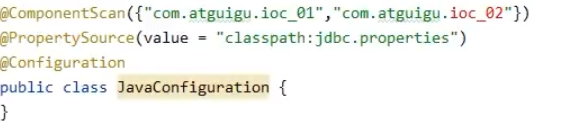 @ComponentScan({"com.atguigu.ioc_01","com.atguigu.ioc_02"})
@PropertySource(value = "classpath:jdbc.properties")
@Configuration
public class JavaConfiguration {
}